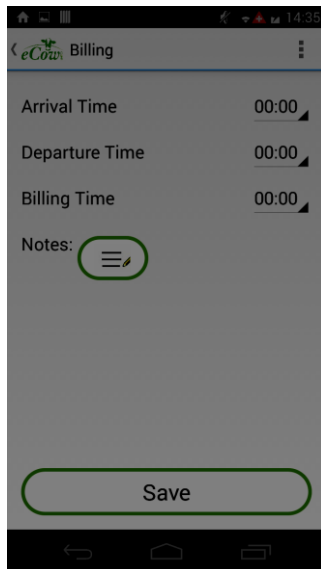 14:35
eCow Billing
Arrival Time 00:00
Departure Time 00:00
Billing Time 00:00
Notes:
Save